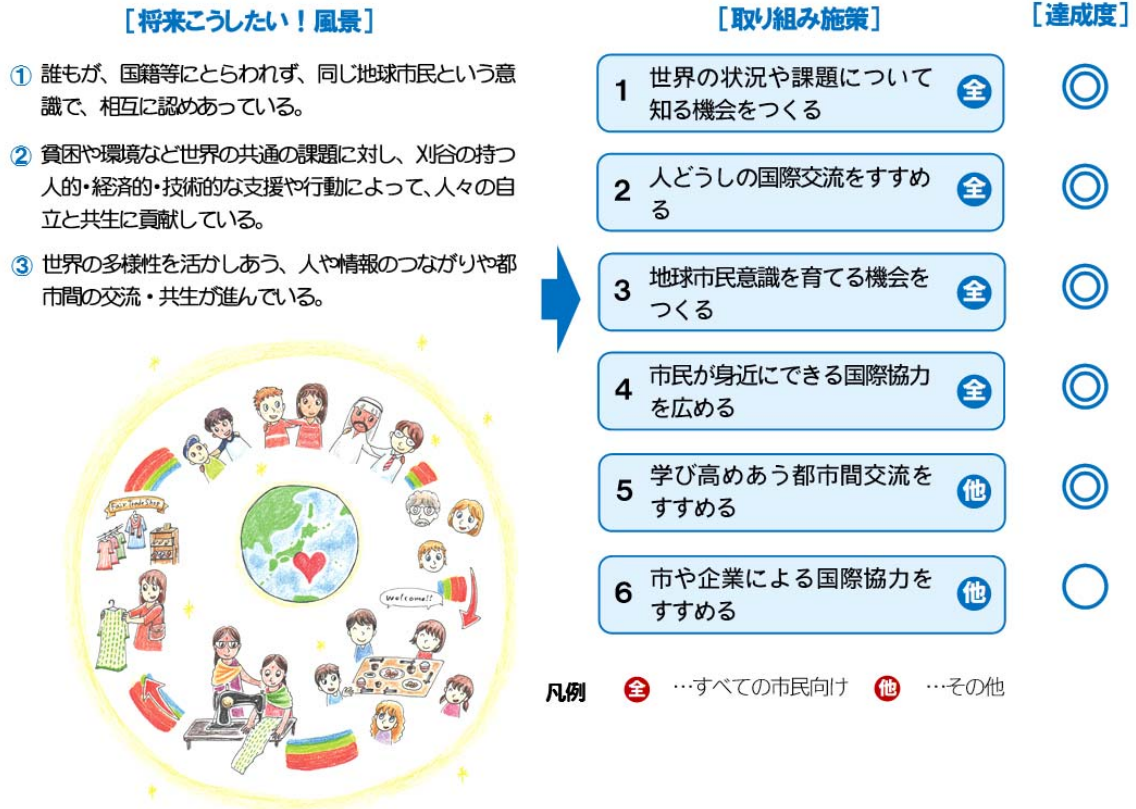 ［将来こうしたい！風景］
① 誰もが、国籍等にとらわれず、同じ地球市民という意
識で、相互に認めあっている。
② 貧困や環境など世界の共通の課題に対し、刈谷の持つ
人的・経済的・技術的な支援や行動によって、人々の自
立と共生に貢献している。
③ 世界の多様性を活かしあう、人や情報のつながりや都
市間の交流・共生が進んでいる。
Fair Trade Shop
Welcome!!
［取り組み施策］
［達成度］
1 世界の状況や課題について 全 ◎
知る機会をつくる
2 人どうしの国際交流をすすめ 全 ◎
る
3 地球市民意識を育てる機会を 全 ◎
つくる
4 市民が身近にできる国際協力 全 ◎
を広める
5 学び高めあう都市間交流を 他 ◎
すすめる
6 市や企業による国際協力を 他 ○
すすめる
凡例 全 …すべての市民向け 他 …その他